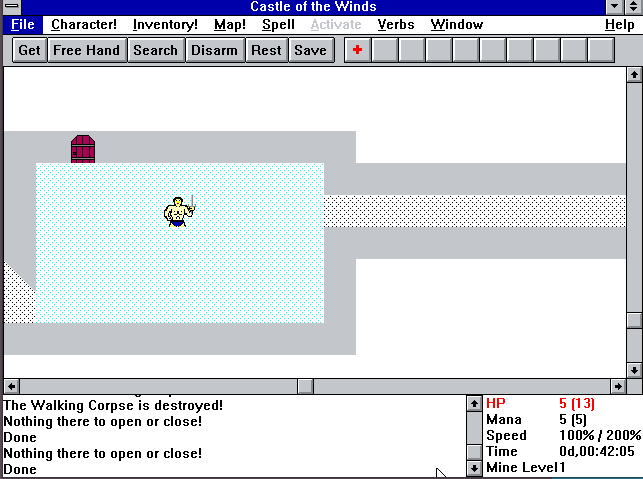 Castle of the Winds
File Character! Inventory! Map! Spell Activate Verbs Window Help
Get Free Hand Search Disarm Rest Save
The Walking Corpse is destroyed!
Nothing there to open or close!
Done
Nothing there to open or close!
Done
HP 5 (13)
Mana 5 (5)
Speed 100% / 200%
Time 0d,00:42:05
Mine Level1